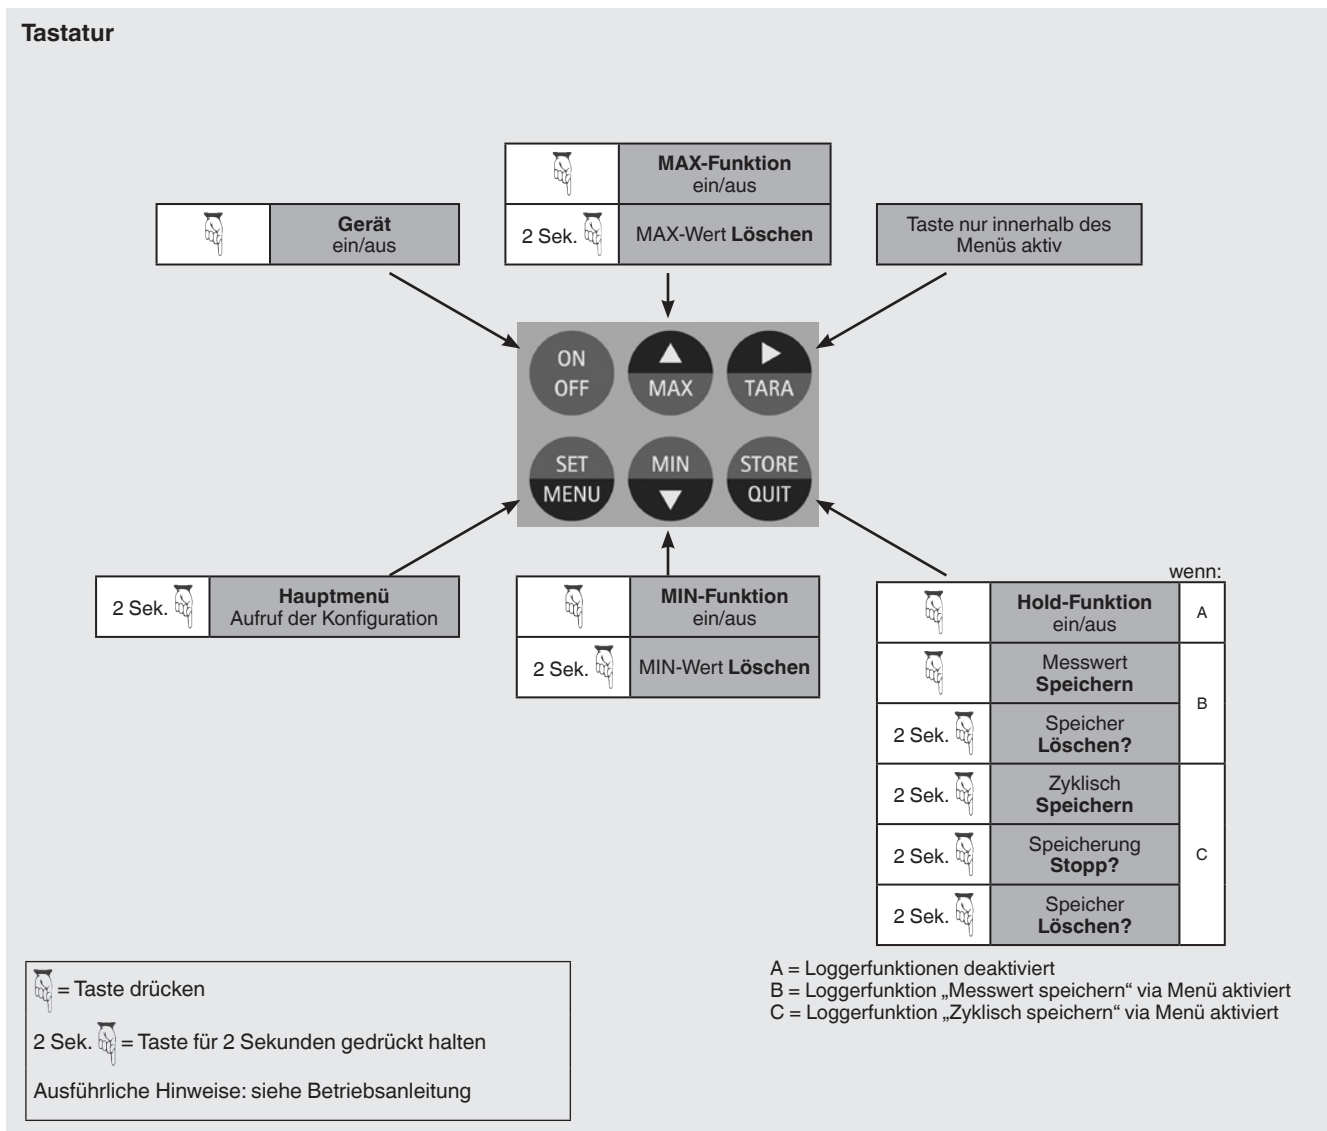 Tastatur
MAX-Funktion
ein/aus
2 Sek.
MAX-Wert Löschen
Gerät
ein/aus
Taste nur innerhalb des
Menüs aktiv
ON
OFF
MAX
TARA
SET
MENU
MIN
STORE
QUIT
2 Sek.
Hauptmenü
Aufruf der Konfiguration
MIN-Funktion
ein/aus
2 Sek.
MIN-Wert Löschen
wenn:
Hold-Funktion
ein/aus
A
Messwert
Speichern
B
2 Sek.
Speicher
Löschen?
2 Sek.
Zyklisch
Speichern
2 Sek.
Speicherung
Stopp?
C
2 Sek.
Speicher
Löschen?
A = Loggerfunktionen deaktiviert
B = Loggerfunktion „Messwert speichern“ via Menü aktiviert
C = Loggerfunktion „Zyklisch speichern“ via Menü aktiviert
= Taste drücken
2 Sek. = Taste für 2 Sekunden gedrückt halten
Ausführliche Hinweise: siehe Betriebsanleitung